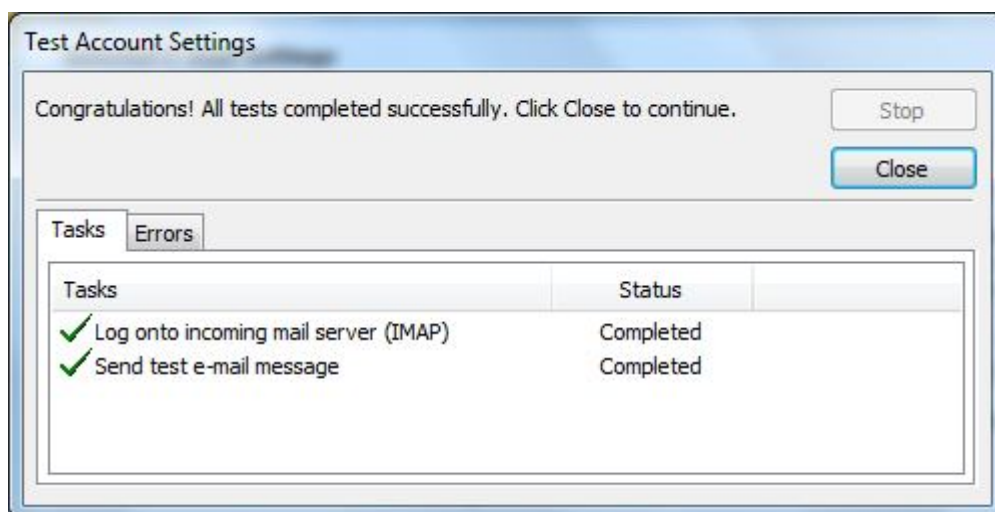 Test Account Settings
Congratulations! All tests completed successfully. Click Close to continue.
Stop
Close
Tasks Errors
Tasks Status
Log onto incoming mail server (IMAP) Completed
Send test e-mail message Completed